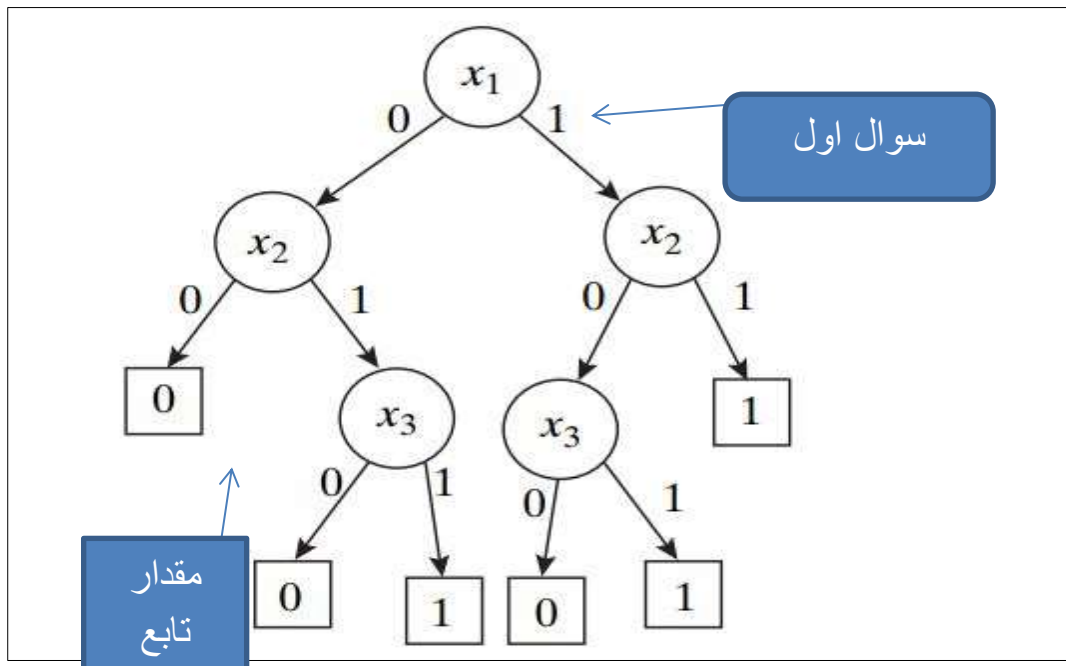 x₁
0 1
سوال اول
x₂ x₂
0 1 0 1
0 x₃ x₃ 1
0 1 0 1
مقدار
تابع
0 1 0 1